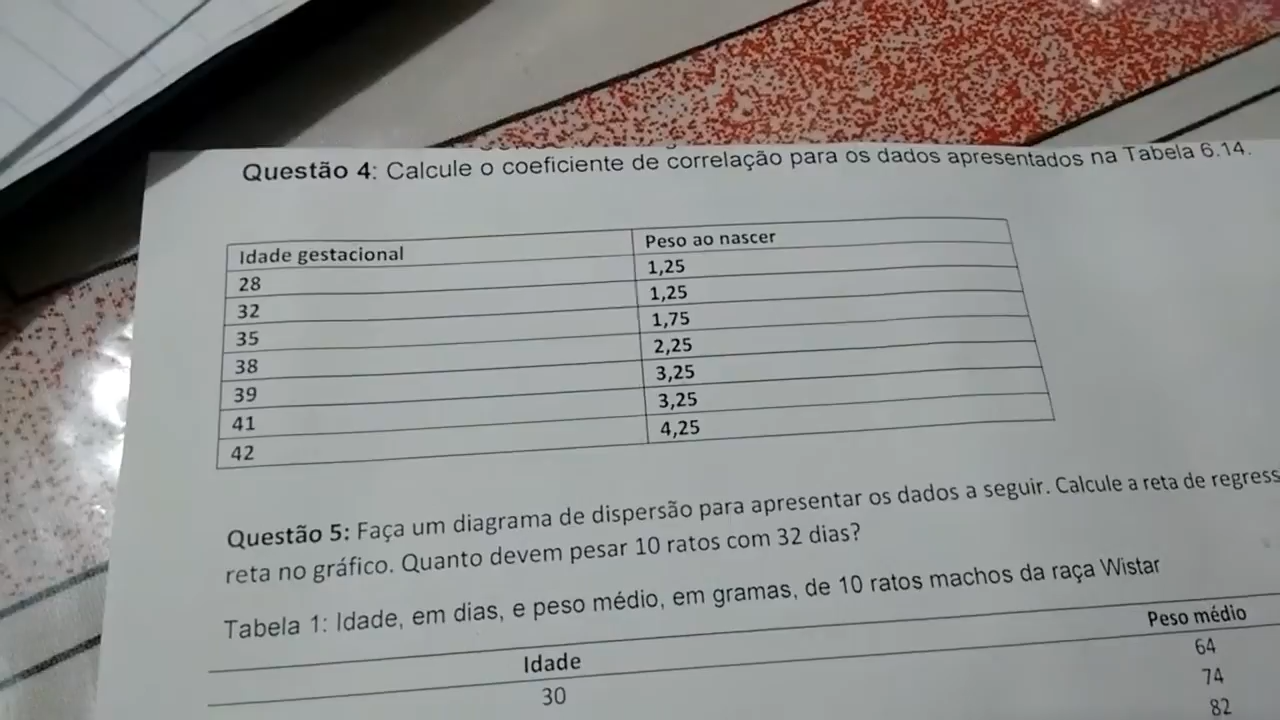 Questão 4: Calcule o coeficiente de correlação para os dados apresentados na Tabela 6.14.
Idade gestacional Peso ao nascer
28 1,25
32 1,25
35 1,75
38 2,25
39 3,25
41 3,25
42 4,25
Questão 5: Faça um diagrama de dispersão para apresentar os dados a seguir. Calcule a reta de regress
reta no gráfico. Quanto devem pesar 10 ratos com 32 dias?
Tabela 1: Idade, em dias, e peso médio, em gramas, de 10 ratos machos da raça Wistar
Idade Peso médio
30 64
74
82